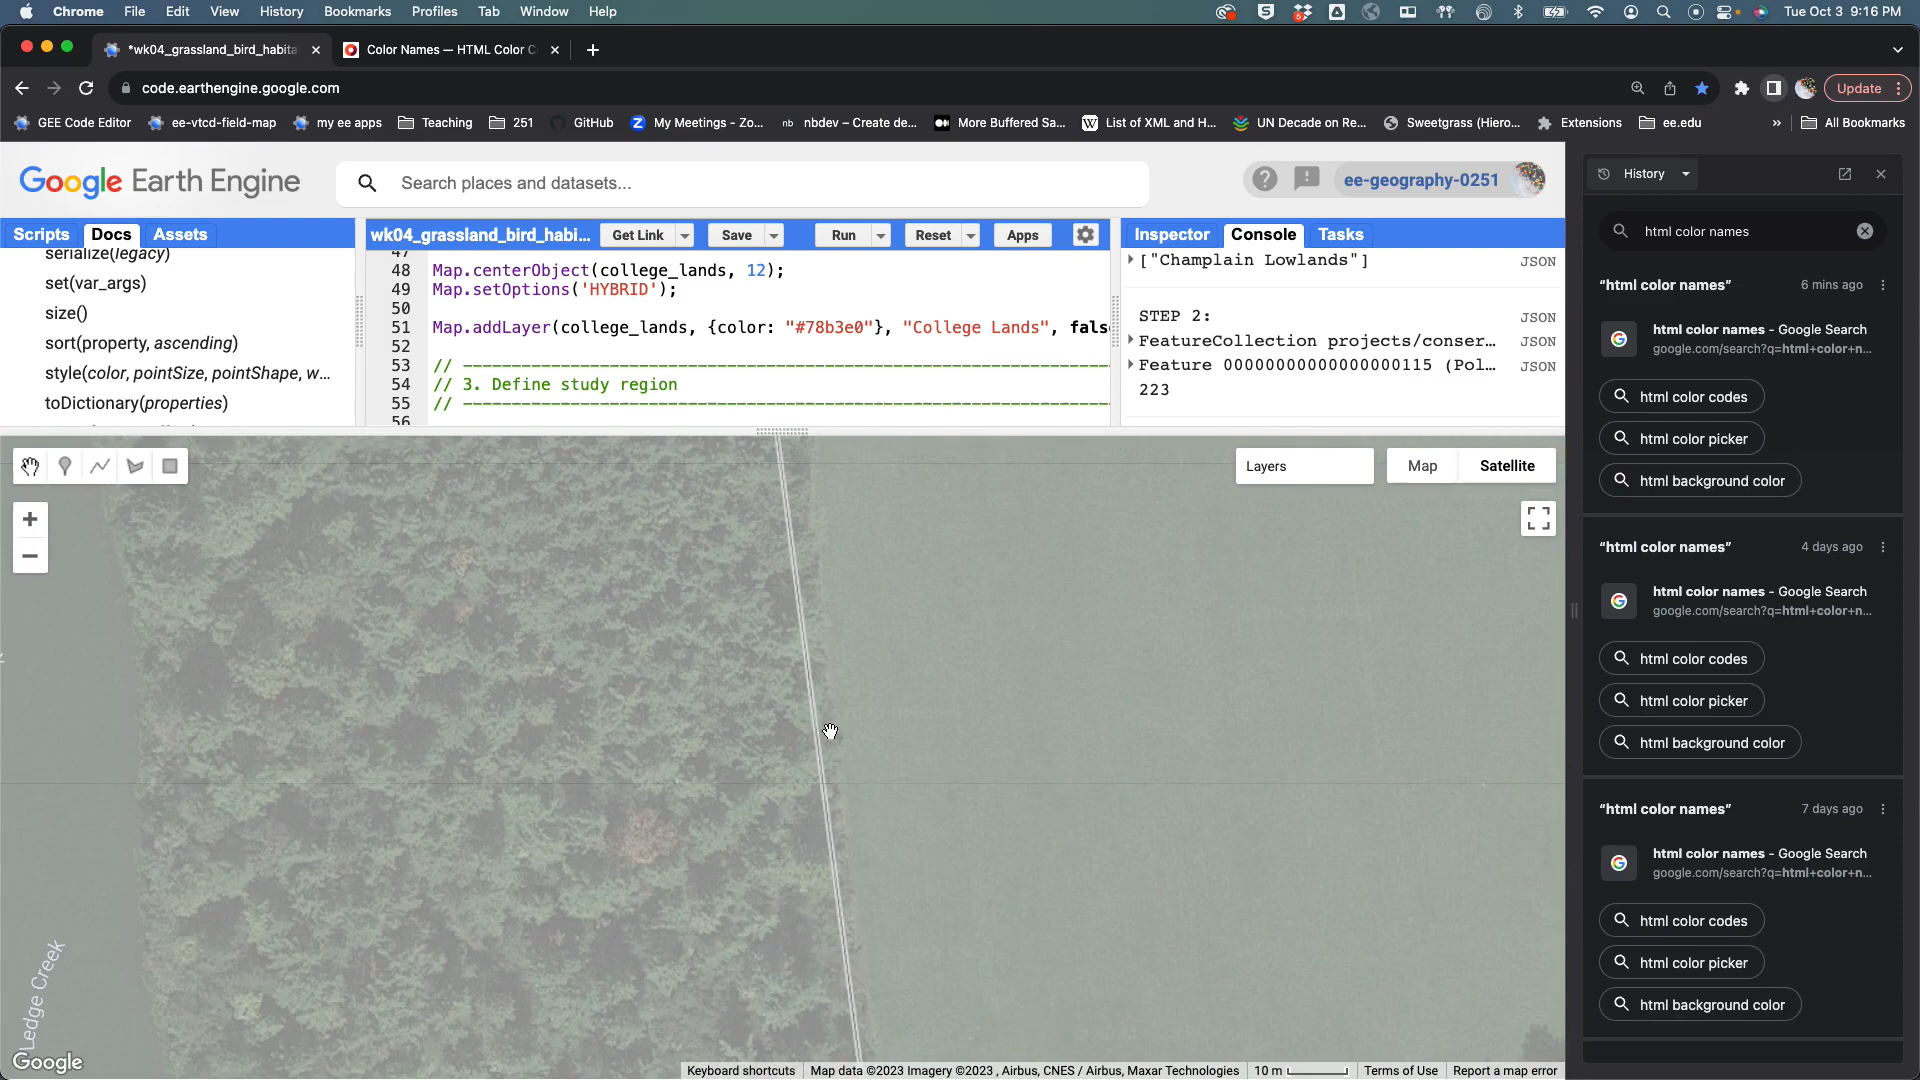 Chrome File Edit View History Bookmarks Profiles Tab Window Help
Tue Oct 3 9:16 PM
*wk04_grassland_bird_habita
Color Names — HTML Color C
code.earthengine.google.com
Update
GEE Code Editor
ee-vtcd-field-map
my ee apps
Teaching
251
GitHub
My Meetings - Zo...
nbdev – Create de...
More Buffered Sa...
List of XML and H...
UN Decade on Re...
Sweetgrass (Hiero...
Extensions
ee.edu
»
All Bookmarks
Google Earth Engine
Search places and datasets...
ee-geography-0251
Scripts Docs Assets
serialize(legacy)
set(var_args)
size()
sort(property, ascending)
style(color, pointSize, pointShape, w...
toDictionary(properties)
wk04_grassland_bird_habi...
Get Link
Save
Run
Reset
Apps
47
48 Map.centerObject(college_lands, 12);
49 Map.setOptions('HYBRID');
50
51 Map.addLayer(college_lands, {color: "#78b3e0"}, "College Lands", fals
52
53 // ------------------------------------------------------------------
54 // 3. Define study region
55 // ------------------------------------------------------------------
56
Inspector Console Tasks
["Champlain Lowlands"] JSON
STEP 2: JSON
FeatureCollection projects/conser... JSON
Feature 00000000000000000115 (Pol... JSON
223
Layers
Map
Satellite
Ledge Creek
Google
Keyboard shortcuts
Map data ©2023 Imagery ©2023 , Airbus, CNES / Airbus, Maxar Technologies
10 m
Terms of Use
Report a map error
History
html color names
“html color names” 6 mins ago
html color names - Google Search
google.com/search?q=html+color+n...
html color codes
html color picker
html background color
“html color names” 4 days ago
html color names - Google Search
google.com/search?q=html+color+n...
html color codes
html color picker
html background color
“html color names” 7 days ago
html color names - Google Search
google.com/search?q=html+color+n...
html color codes
html color picker
html background color